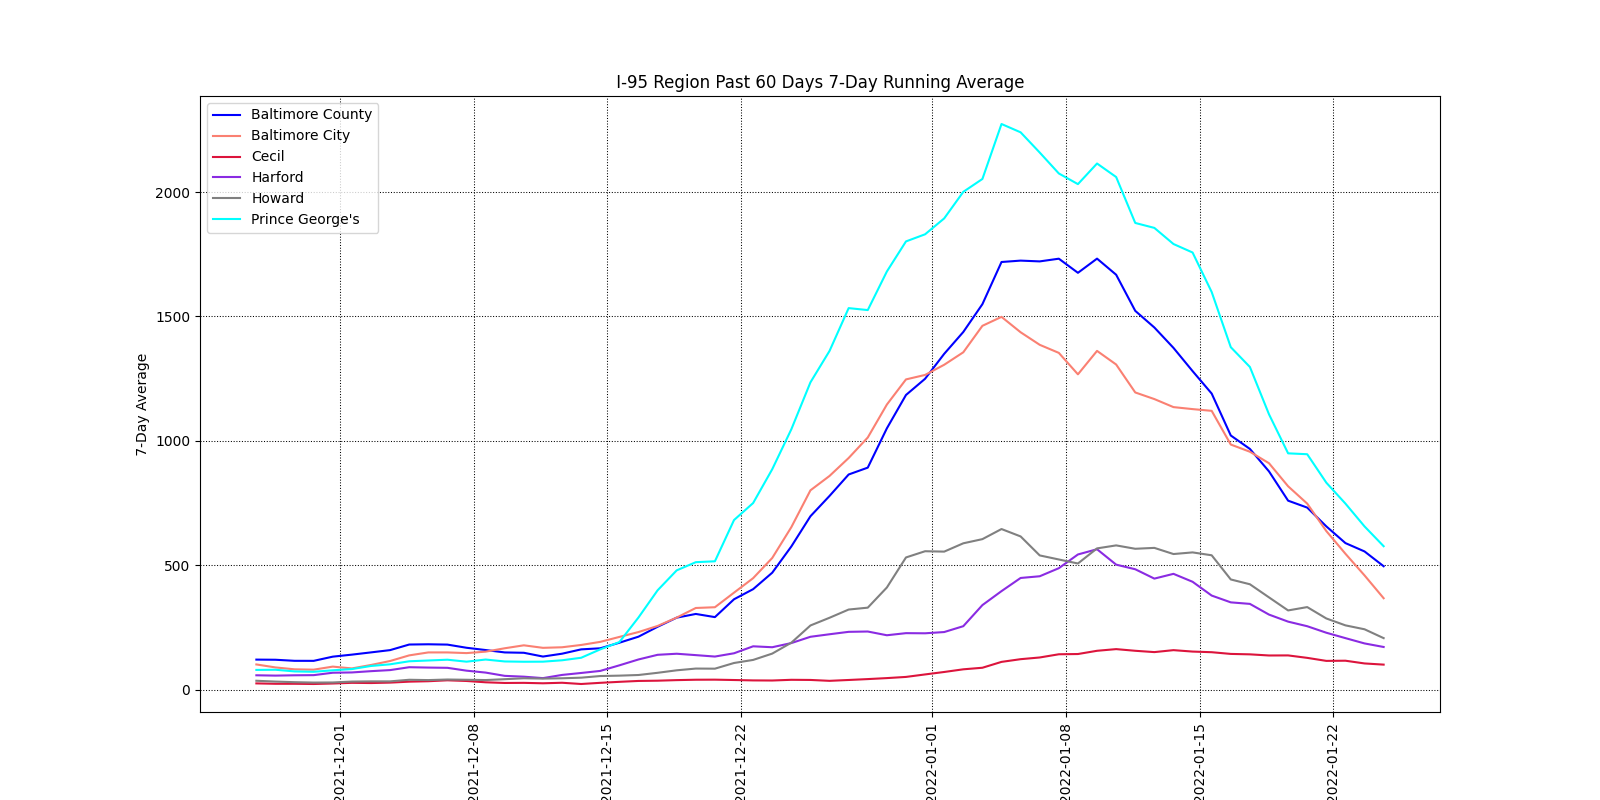 I-95 Region Past 60 Days 7-Day Running Average
Baltimore County
Baltimore City
Cecil
Harford
Howard
Prince George's
7-Day Average
2000
1500
1000
500
0
2021-12-01
2021-12-08
2021-12-15
2021-12-22
2022-01-01
2022-01-08
2022-01-15
2022-01-22